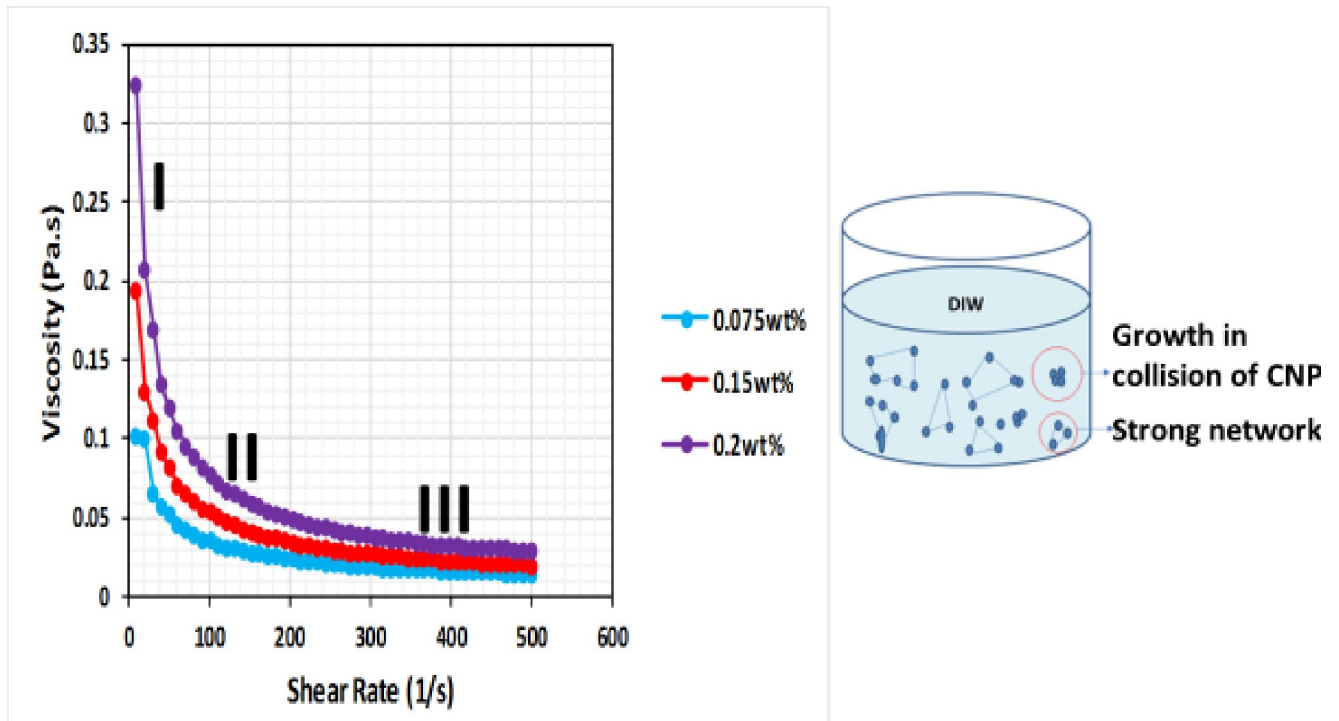 0.35
0.3
0.25
0.2
0.15
0.1
0.05
0
Viscosity (Pa.s)
I
II
III
0 100 200 300 400 500 600
Shear Rate (1/s)
0.075wt%
0.15wt%
0.2wt%
DIW
Growth in
collision of CNP
Strong network